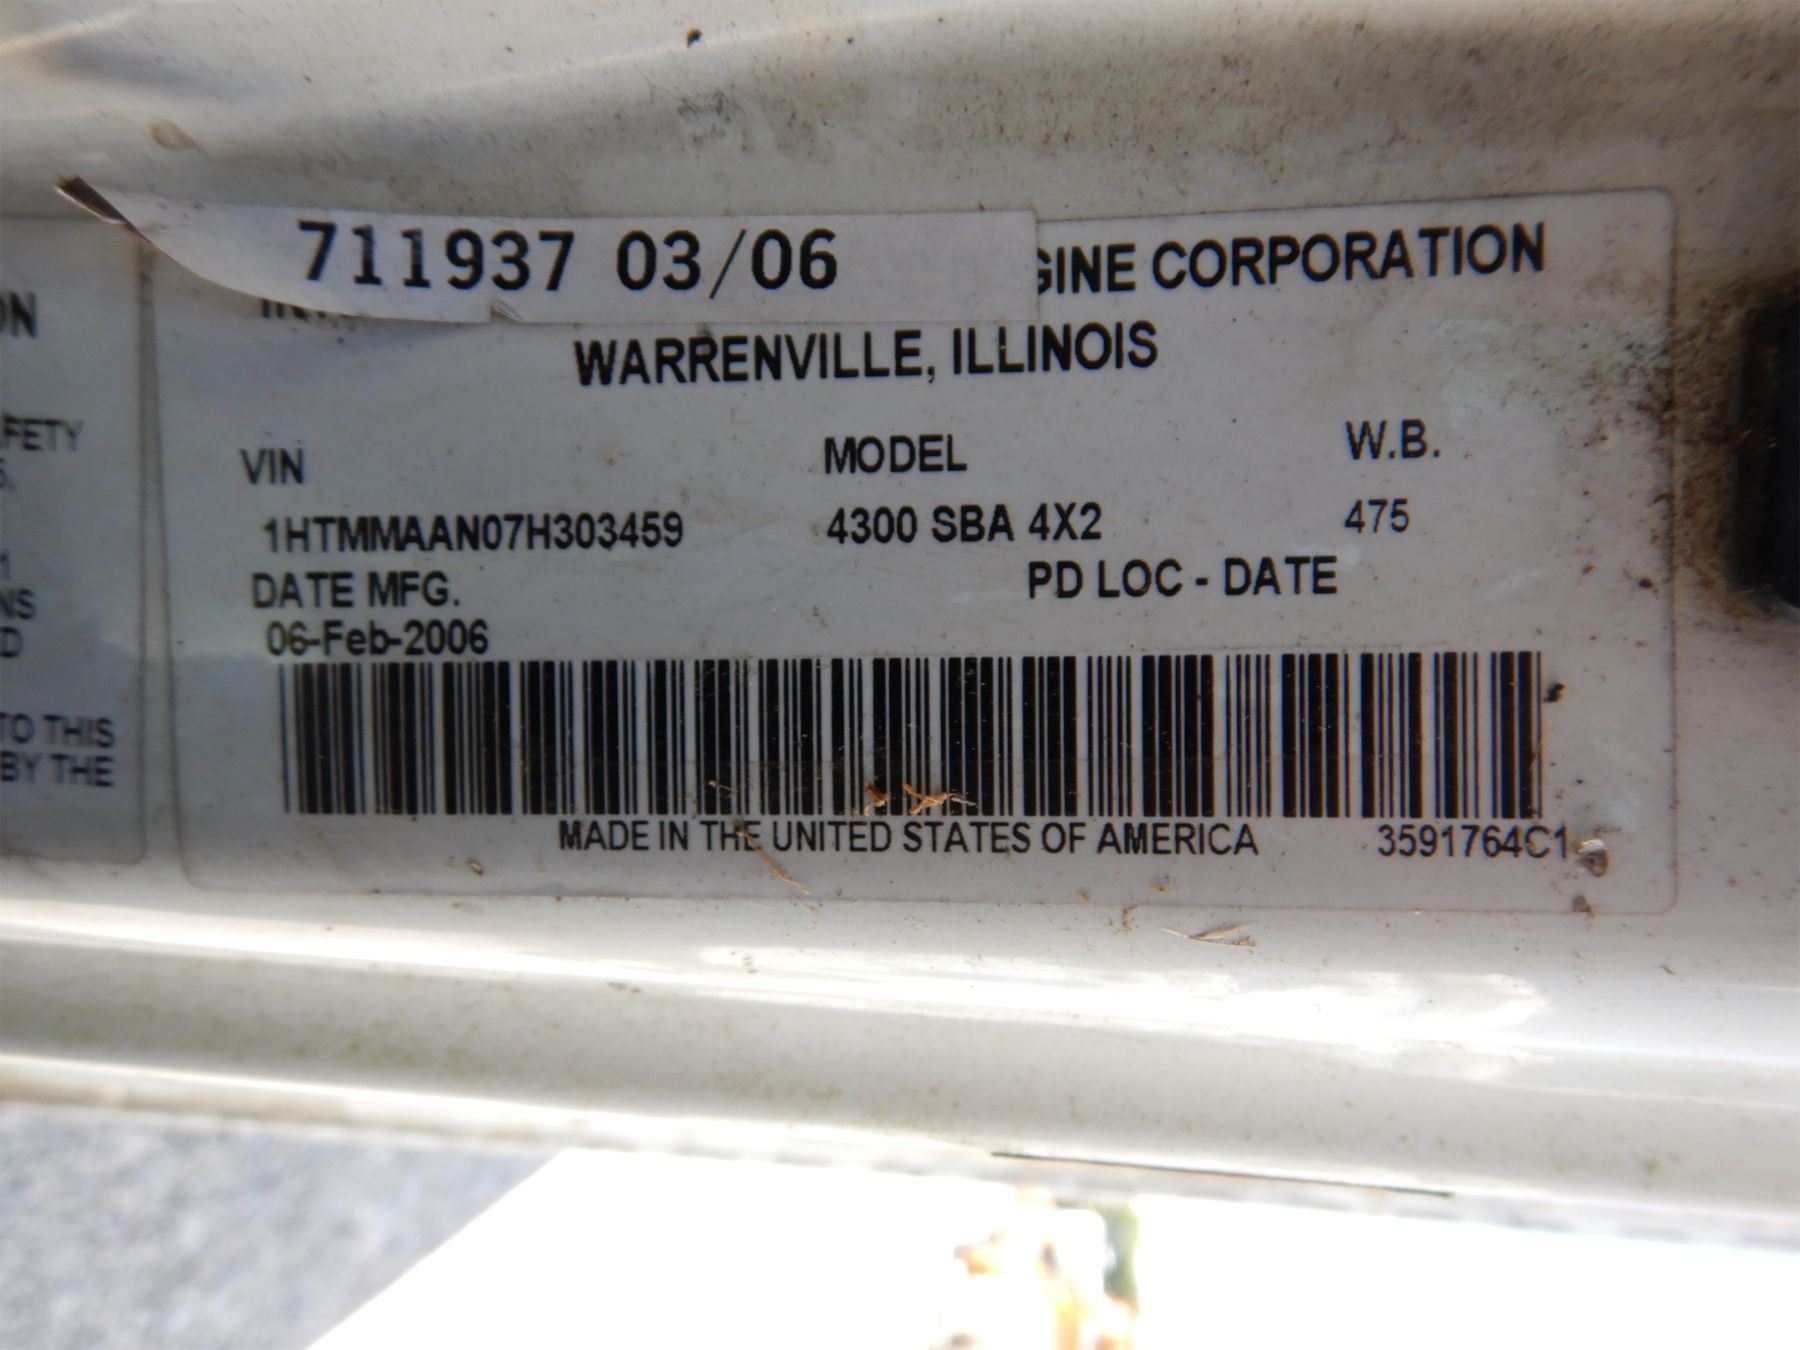 711937 03/06
GINE CORPORATION
WARRENVILLE, ILLINOIS
VIN MODEL W.B.
1HTMMAAN07H303459 4300 SBA 4X2 475
DATE MFG. PD LOC - DATE
06-Feb-2006
MADE IN THE UNITED STATES OF AMERICA 3591764C1
ON
FETY
NS
D
TO THIS
BY THE